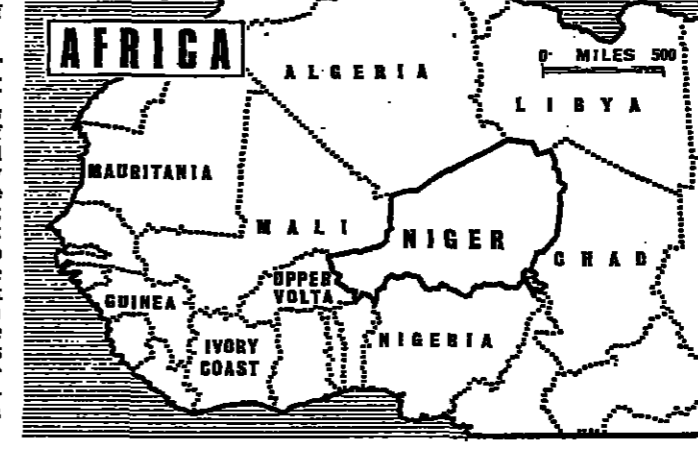 AFRICA
0 MILES 500
ALGERIA
LIBYA
MAURITANIA
MALI
NIGER
CHAD
UPPER
VOLTA
GUINEA
NIGERIA
IVORY
COAST